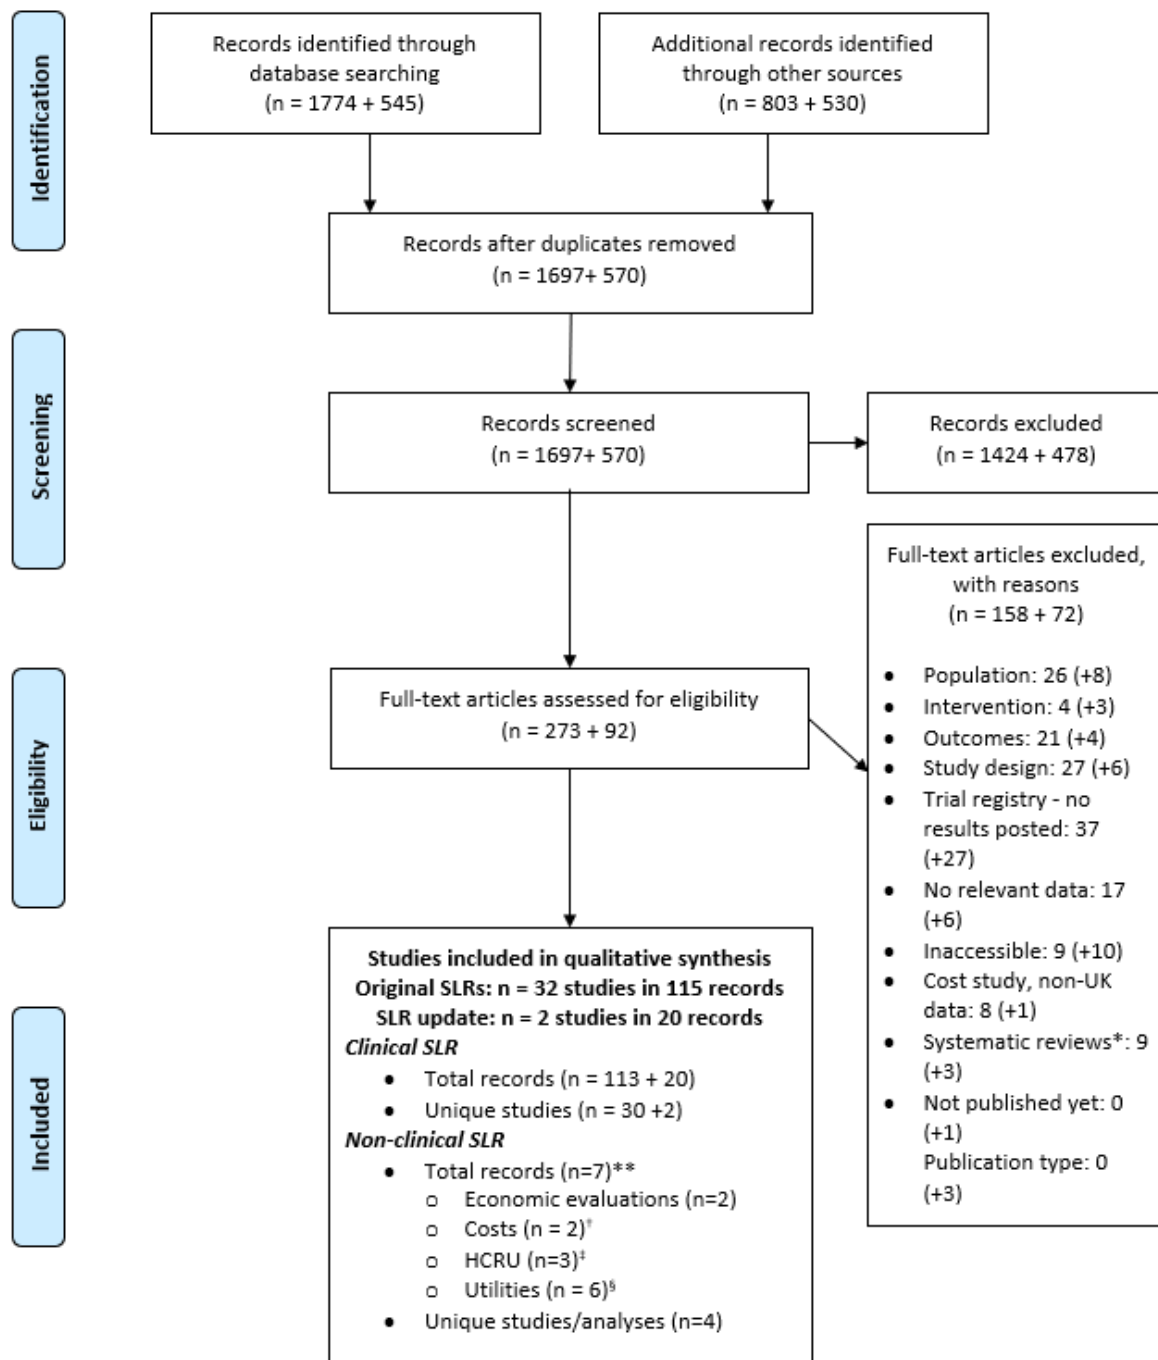 Identification
Records identified through
database searching
(n = 1774 + 545)
Additional records identified
through other sources
(n = 803 + 530)
Records after duplicates removed
(n = 1697+ 570)
Screening
Records screened
(n = 1697+ 570)
Records excluded
(n = 1424 + 478)
Eligibility
Full-text articles assessed for eligibility
(n = 273 + 92)
Full-text articles excluded,
with reasons
(n = 158 + 72)
● Population: 26 (+8)
● Intervention: 4 (+3)
● Outcomes: 21 (+4)
● Study design: 27 (+6)
● Trial registry - no
results posted: 37
(+27)
● No relevant data: 17
(+6)
● Inaccessible: 9 (+10)
● Cost study, non-UK
data: 8 (+1)
● Systematic reviews*: 9
(+3)
● Not published yet: 0
(+1)
Publication type: 0
(+3)
Included
Studies included in qualitative synthesis
Original SLRs: n = 32 studies in 115 records
SLR update: n = 2 studies in 20 records
Clinical SLR
● Total records (n = 113 + 20)
● Unique studies (n = 30 +2)
Non-clinical SLR
● Total records (n=7)**
o Economic evaluations (n=2)
o Costs (n = 2)†
o HCRU (n=3)‡
o Utilities (n = 6)§
● Unique studies/analyses (n=4)